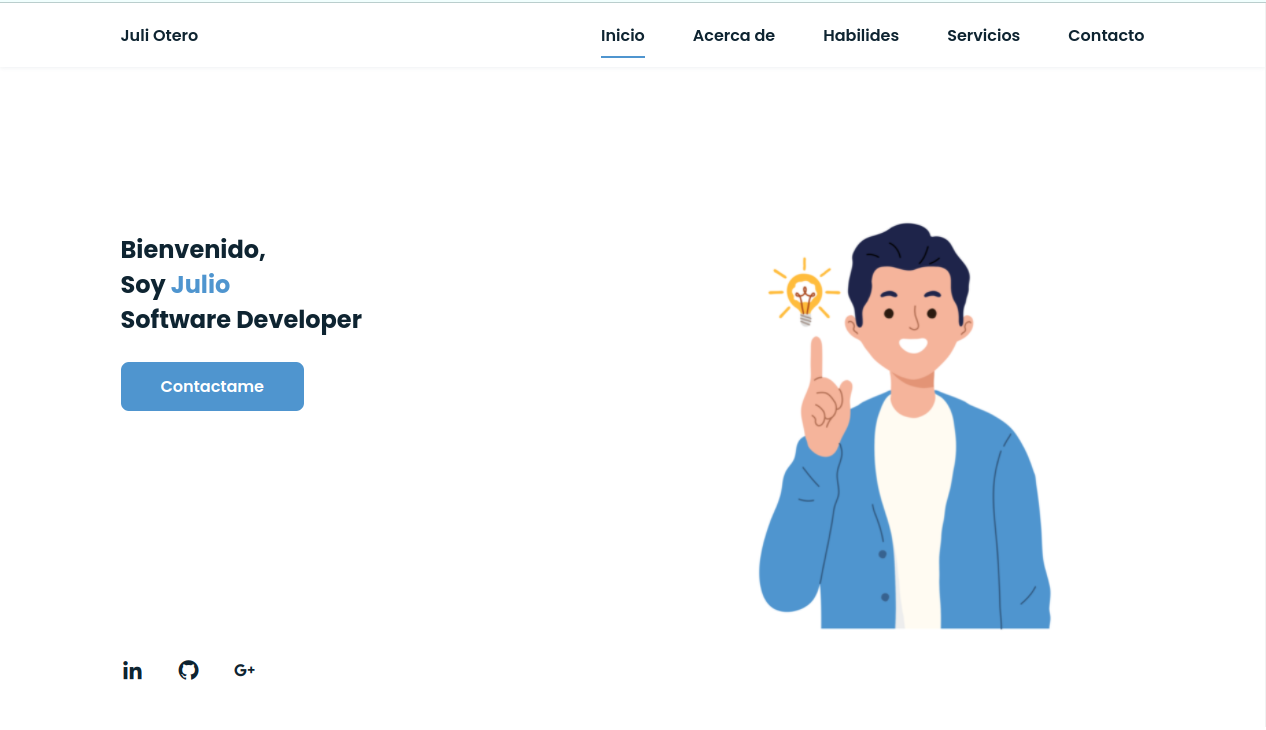 Juli Otero
Inicio Acerca de Habilides Servicios Contacto
Bienvenido,
Soy Julio
Software Developer
Contactame
in G+